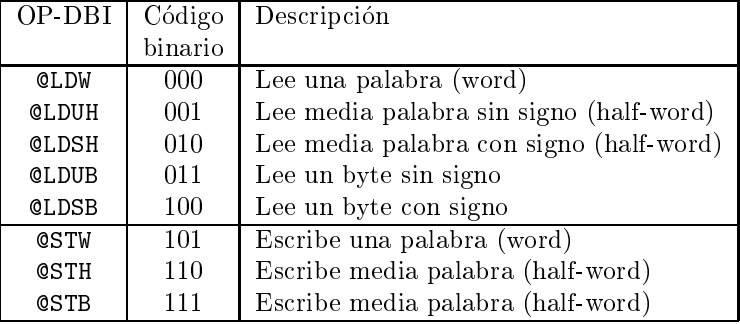 OP-DBI Código Descripción
binario
@LDW 000 Lee una palabra (word)
@LDUH 001 Lee media palabra sin signo (half-word)
@LDSH 010 Lee media palabra con signo (half-word)
@LDUB 011 Lee un byte sin signo
@LDSB 100 Lee un byte con signo
@STW 101 Escribe una palabra (word)
@STH 110 Escribe media palabra (half-word)
@STB 111 Escribe media palabra (half-word)